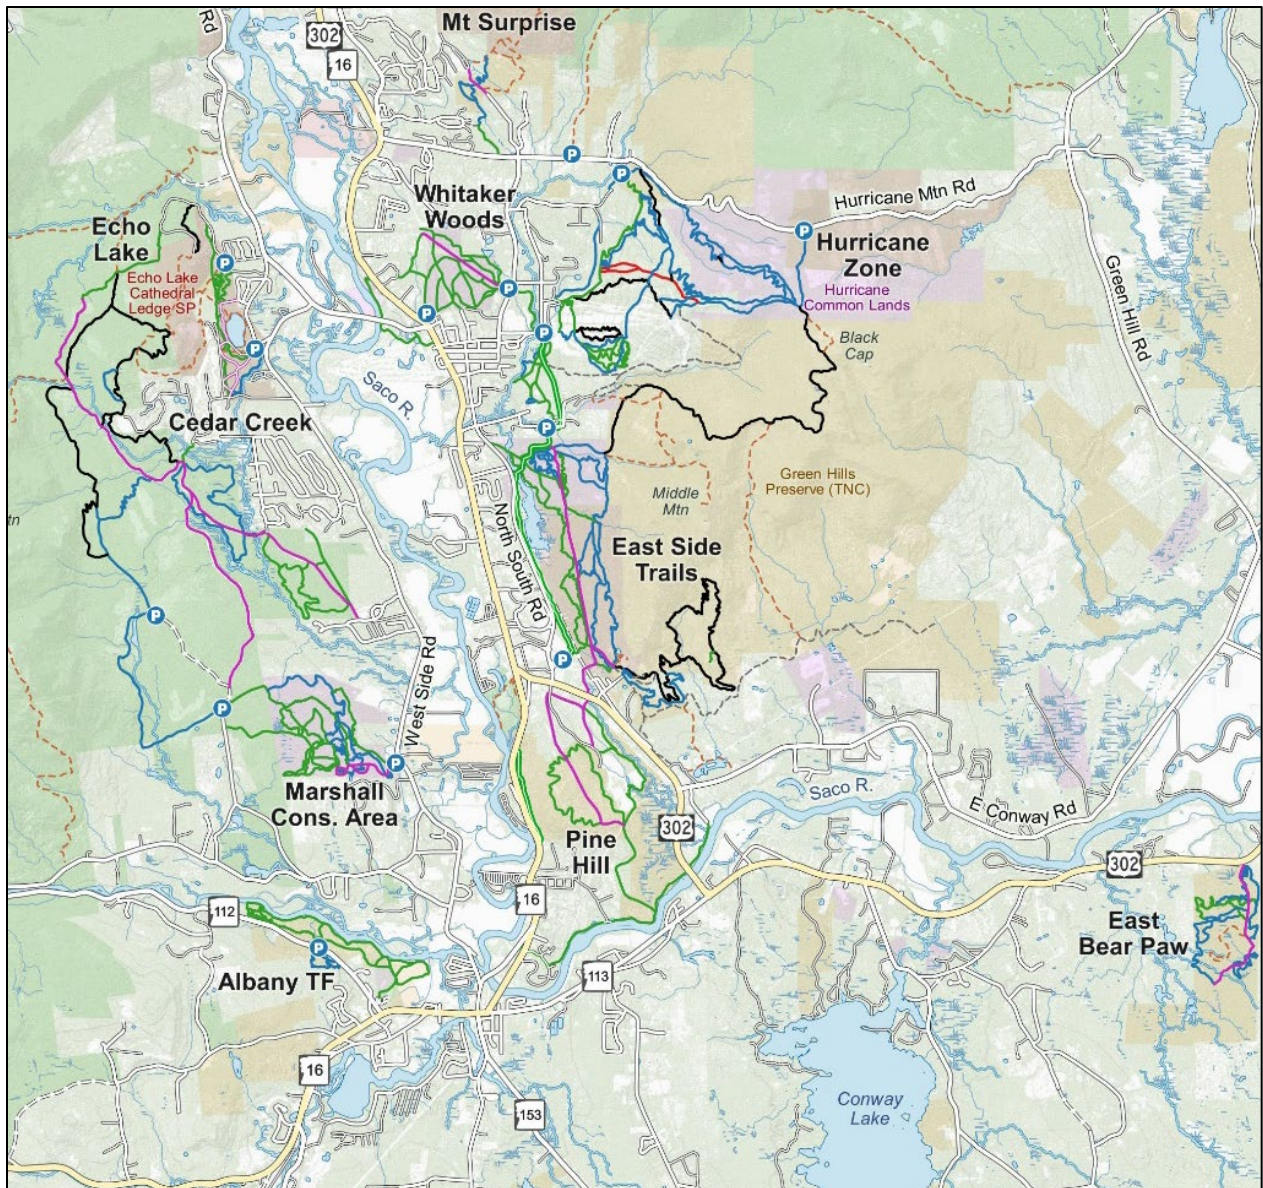 Rd
302
16
Mt Surprise
P
P
Whitaker
Woods
Hurricane Mtn Rd
Echo
Lake
P
Hurricane
Zone
P
Echo Lake
Cathedral
Ledge SP
P
Hurricane
Common Lands
Green Hill Rd
P
P
P
Black
Cap
Saco R.
Cedar Creek
P
Green Hills
Preserve (TNC)
Middle
Mtn
North South Rd
tn
East Side
Trails
P
West Side Rd
P
P
P
Marshall
Cons. Area
Saco R.
E Conway Rd
302
Pine
Hill
302
16
112
East
Bear Paw
P
Albany TF
113
16
Conway
Lake
153